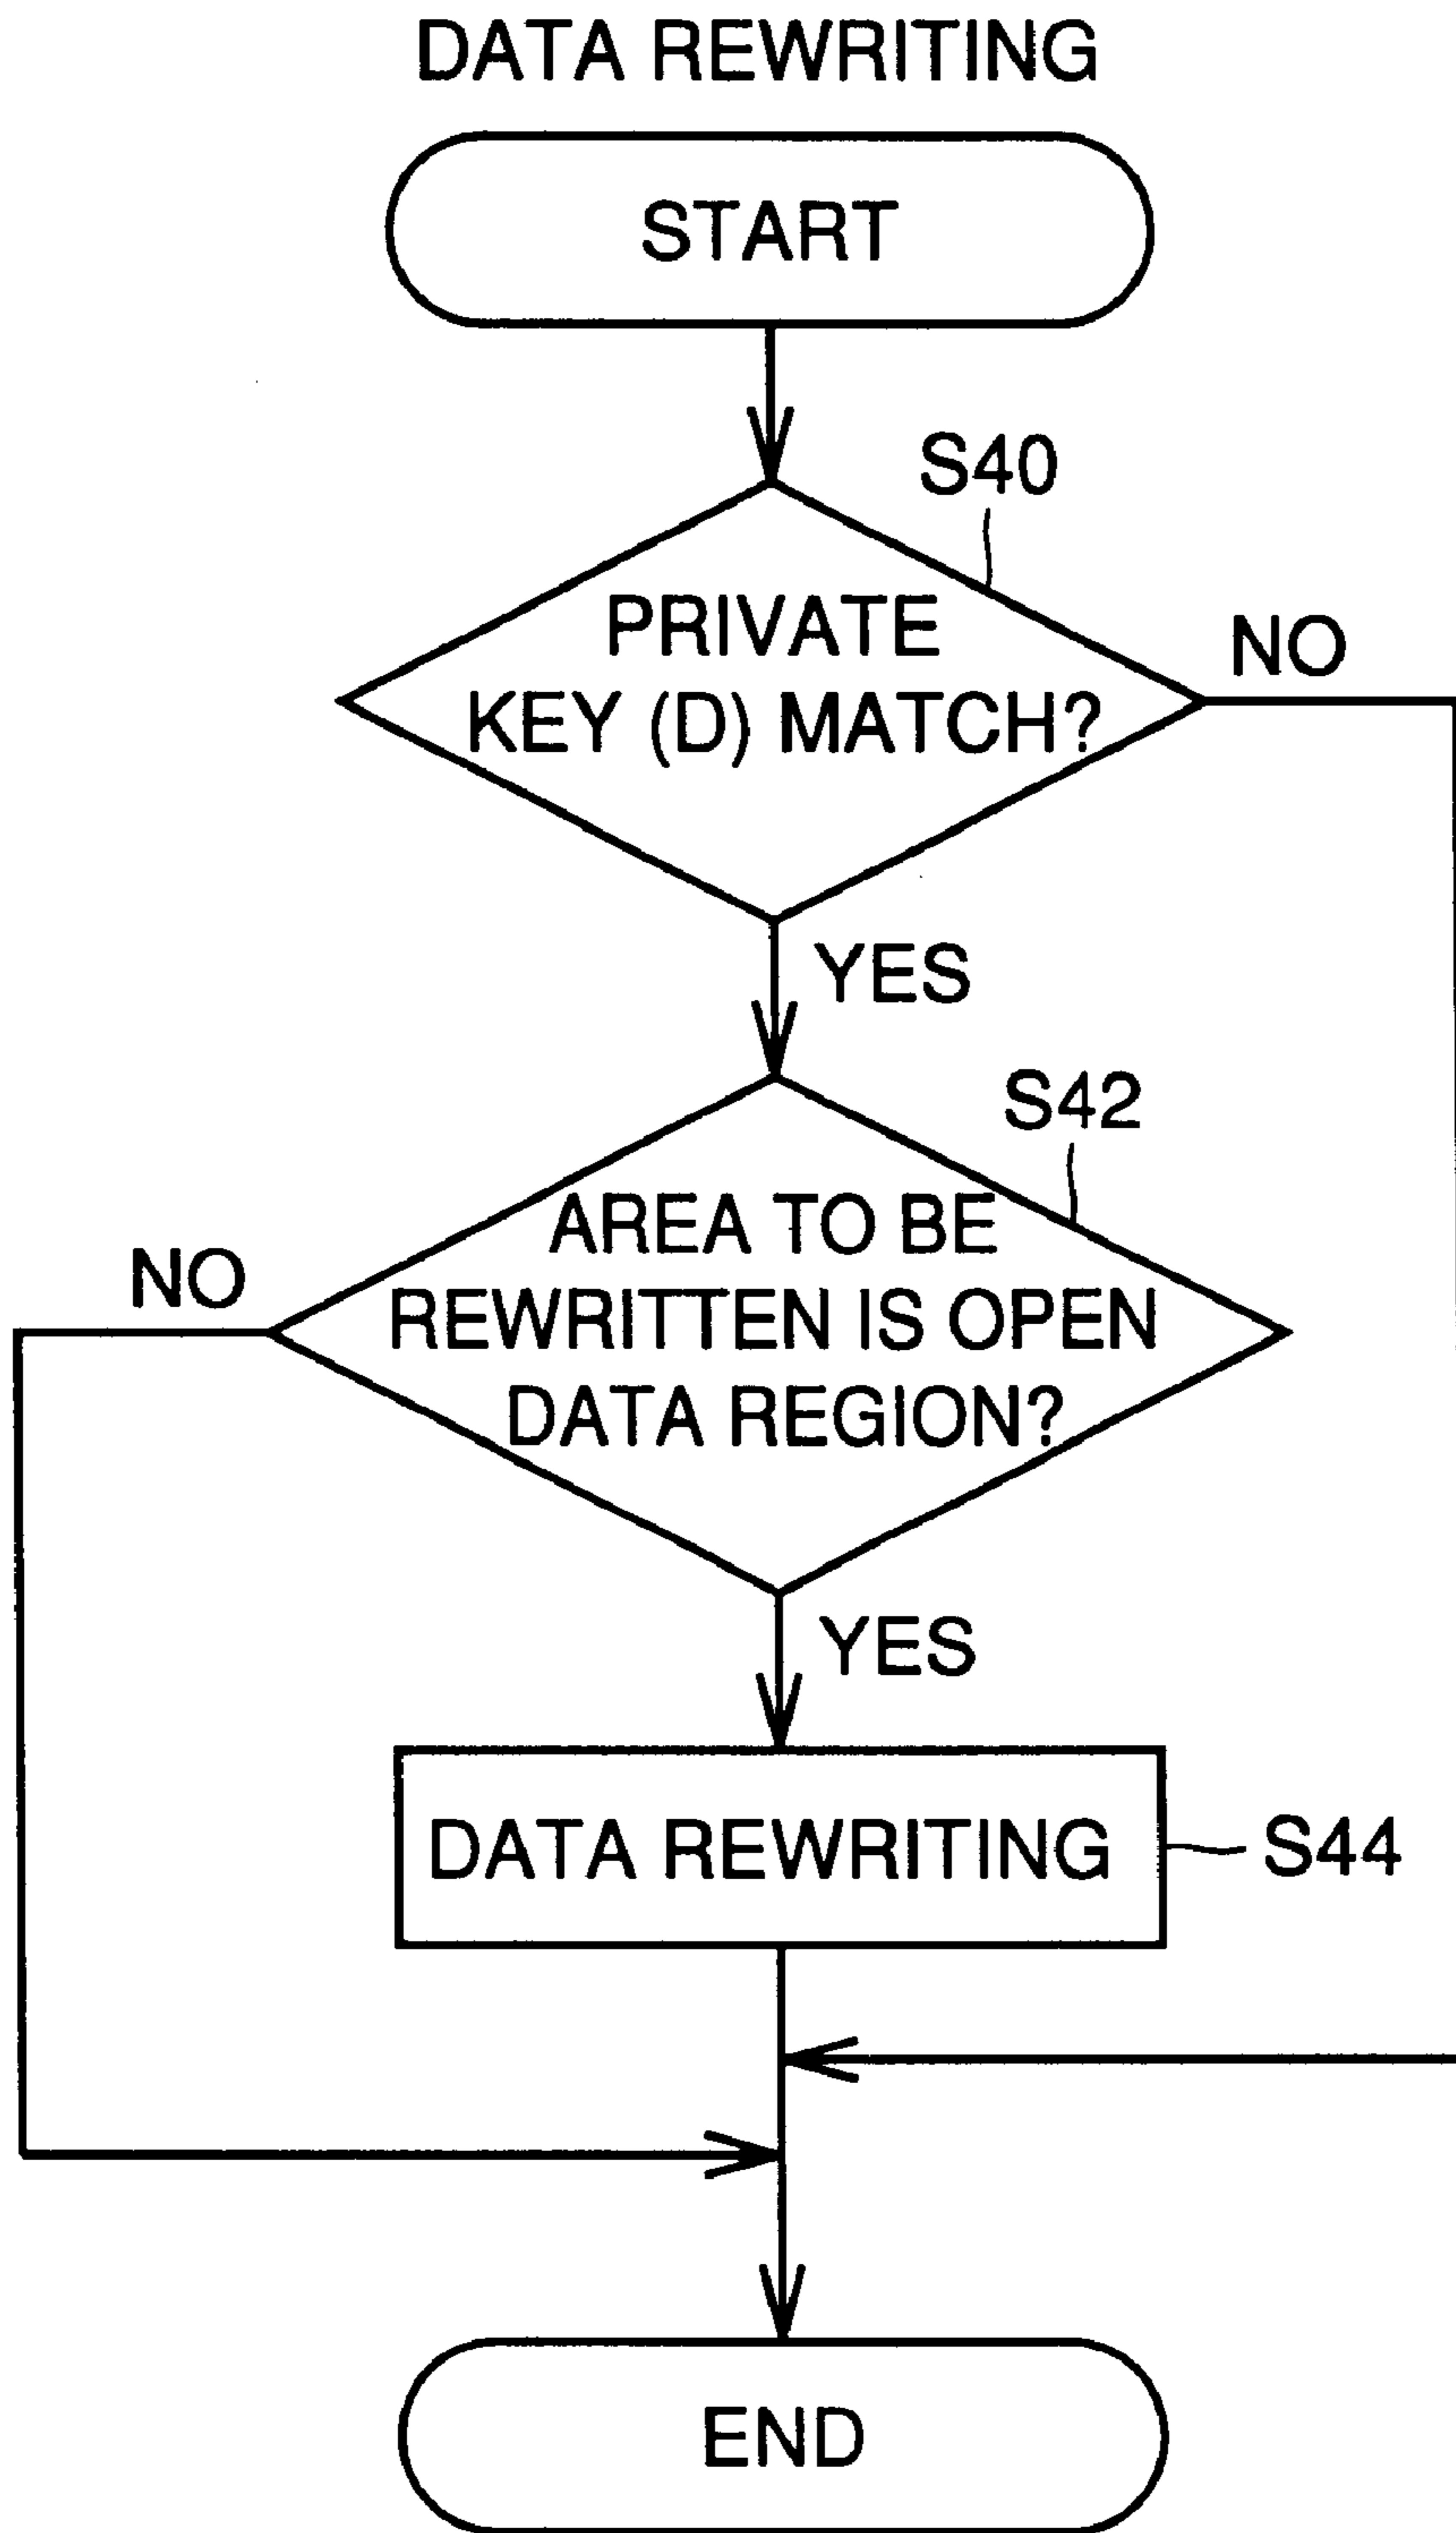 DATA REWRITING
START
S40
PRIVATE
KEY (D) MATCH?
NO
YES
S42
AREA TO BE
REWRITTEN IS OPEN
DATA REGION?
NO
YES
DATA REWRITING
S44
END